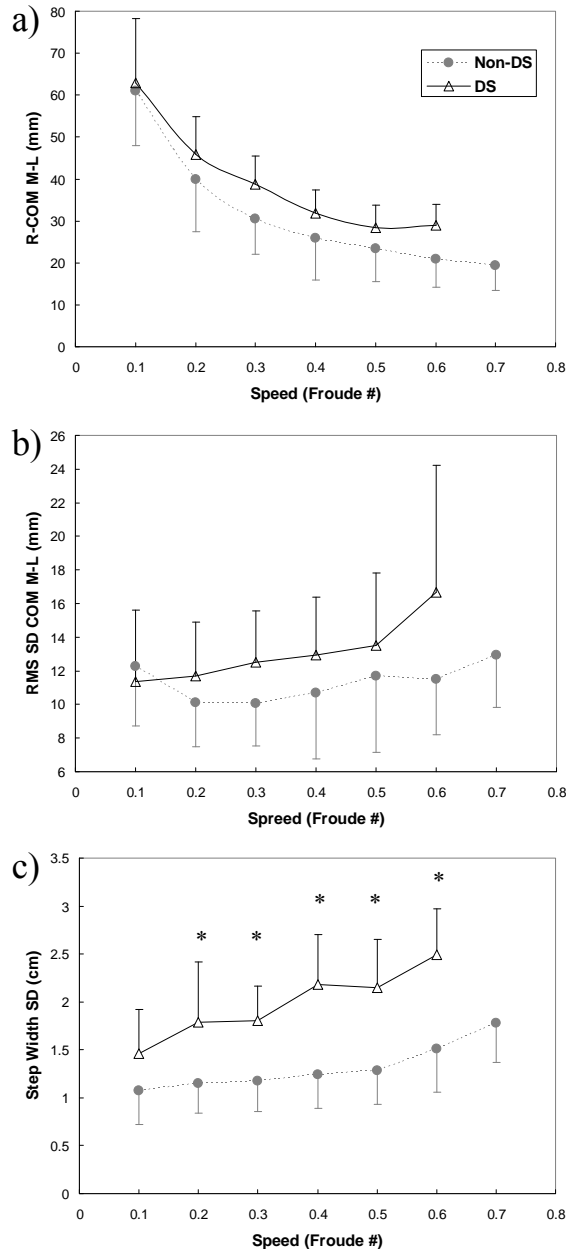 a)
80
70
60
50
40
30
20
10
0
R-COM M-L (mm)
Non-DS
DS
0 0.1 0.2 0.3 0.4 0.5 0.6 0.7 0.8
Speed (Froude #)
b)
26
24
22
20
18
16
14
12
10
8
6
RMS SD COM M-L (mm)
0 0.1 0.2 0.3 0.4 0.5 0.6 0.7 0.8
Spreed (Froude #)
c)
3.5
3
2.5
2
1.5
1
0.5
0
Step Width SD (cm)
* * * * *
0 0.1 0.2 0.3 0.4 0.5 0.6 0.7 0.8
Speed (Froude #)